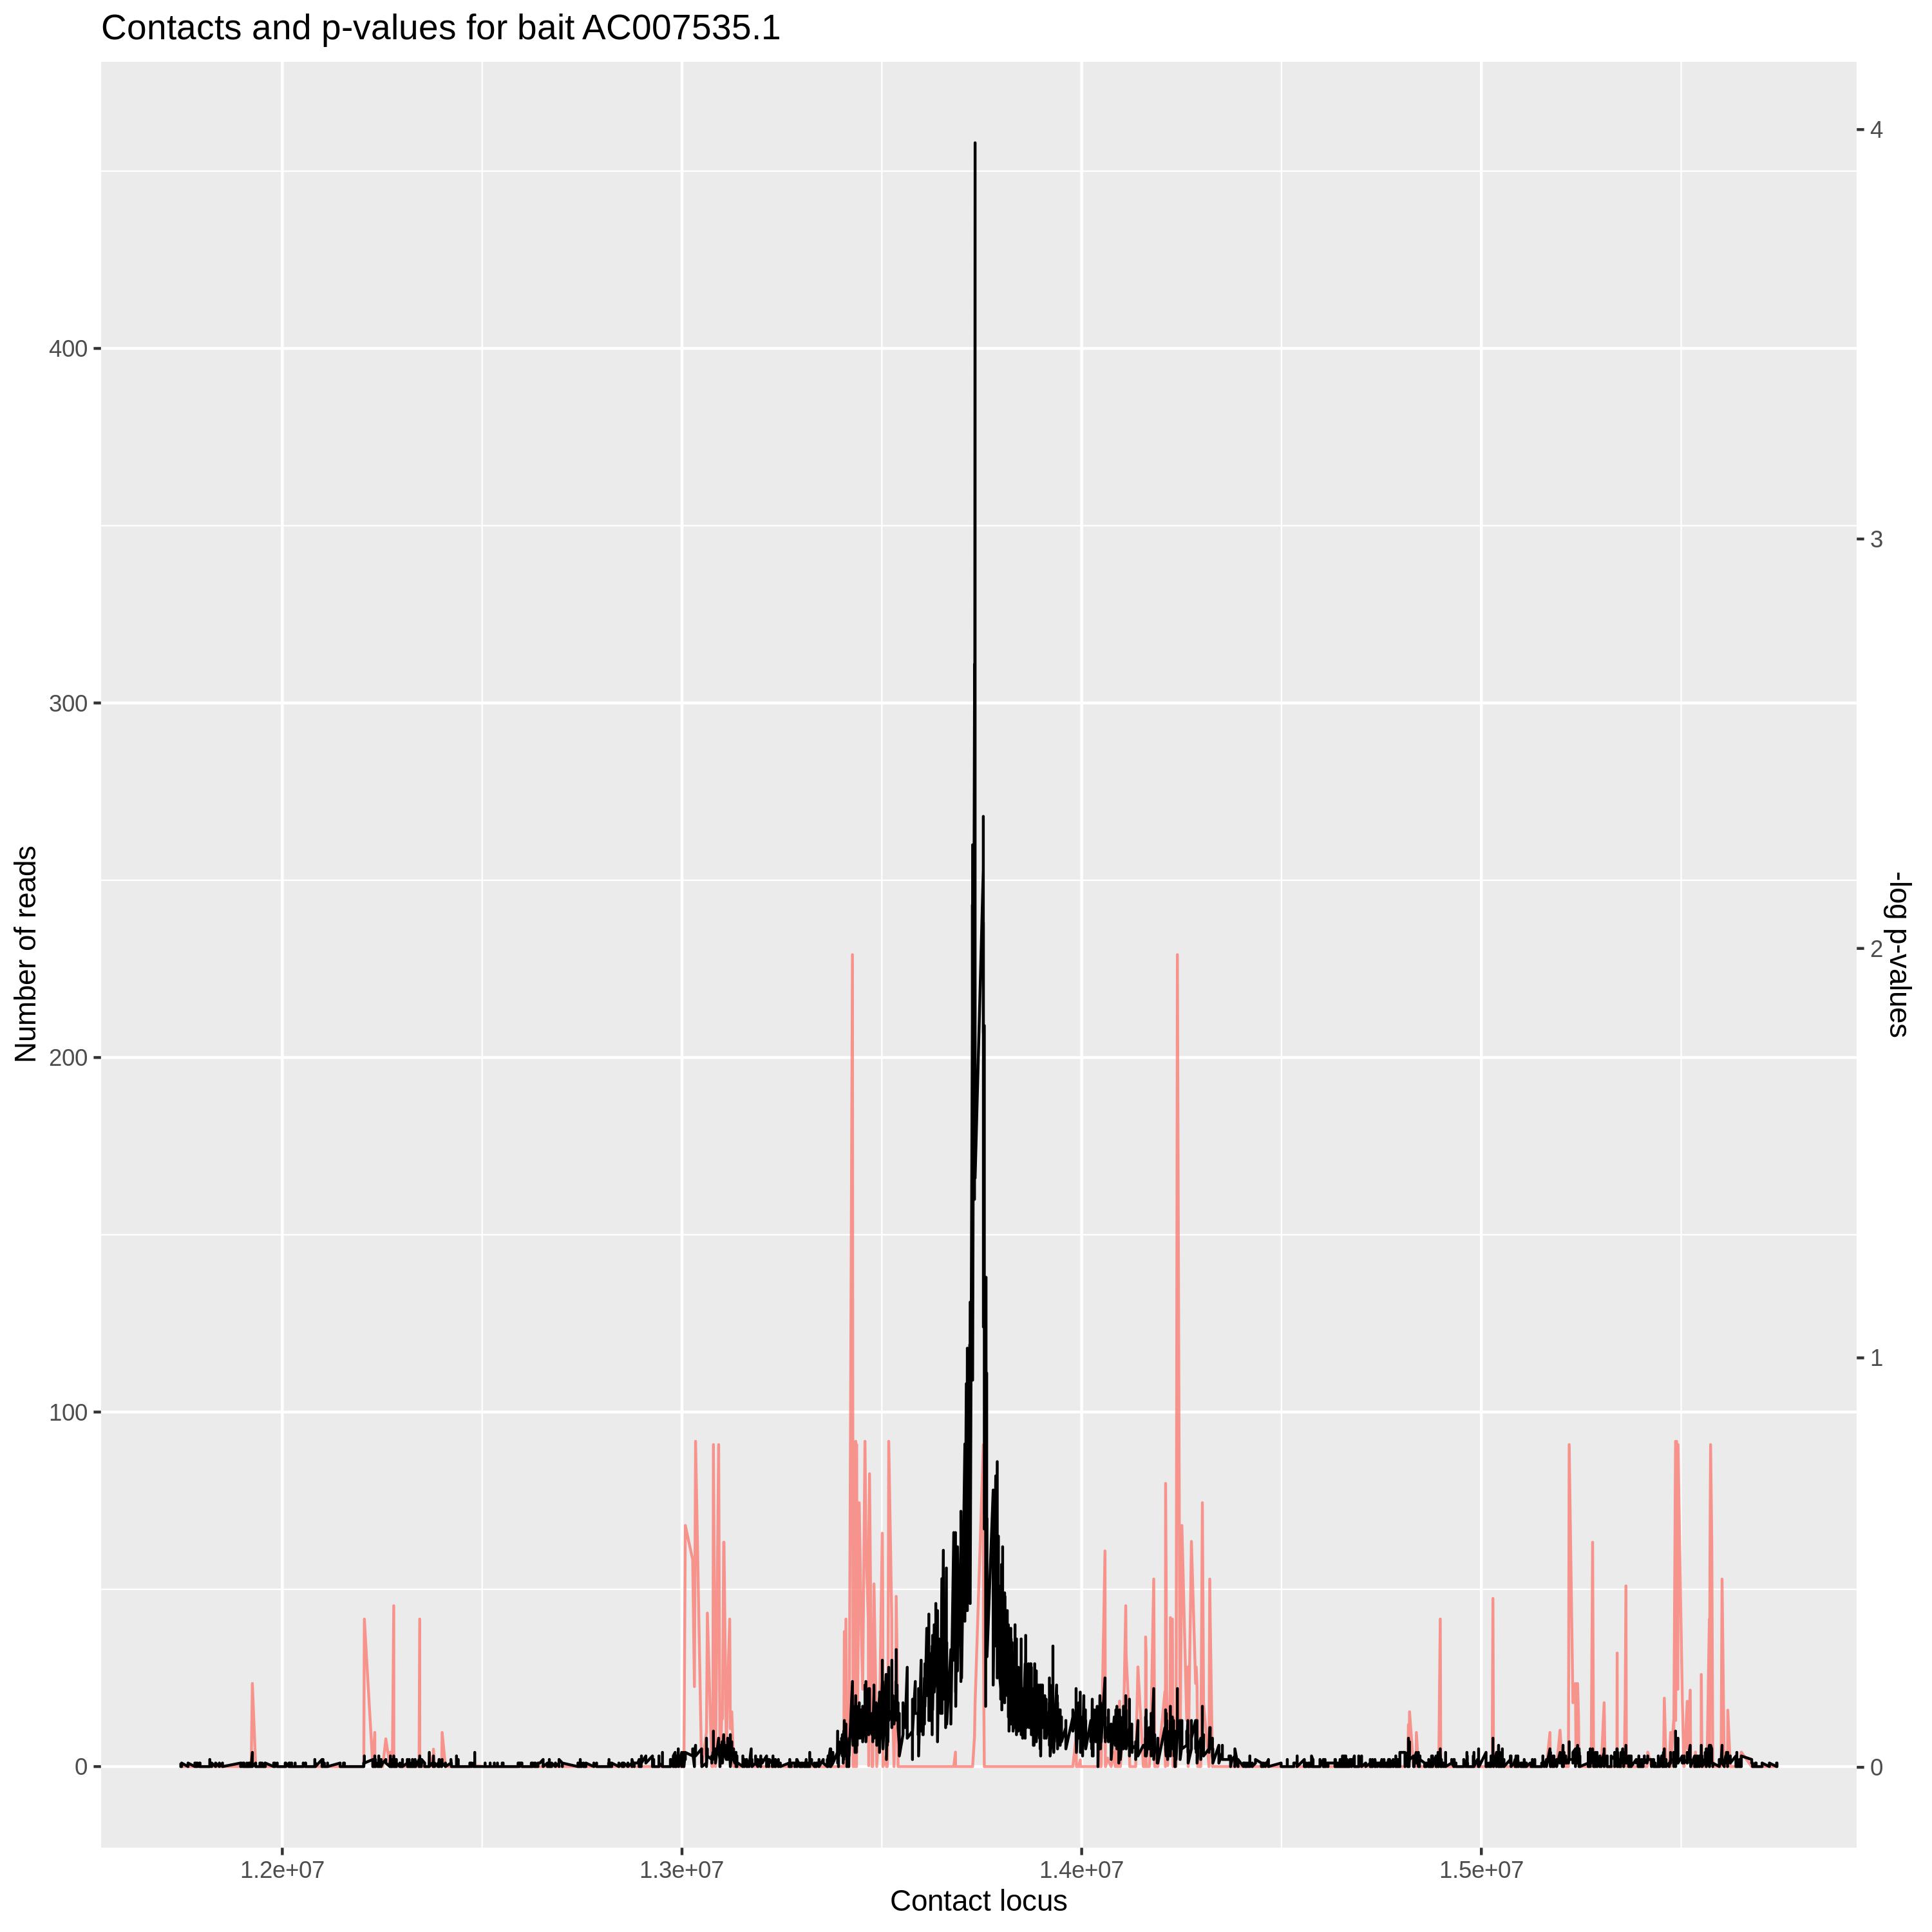 Contacts and p-values for bait AC007535.1
Number of reads
400
300
200
100
0
4
3
2
1
0
-log p-values
1.2e+07 1.3e+07 1.4e+07 1.5e+07
Contact locus